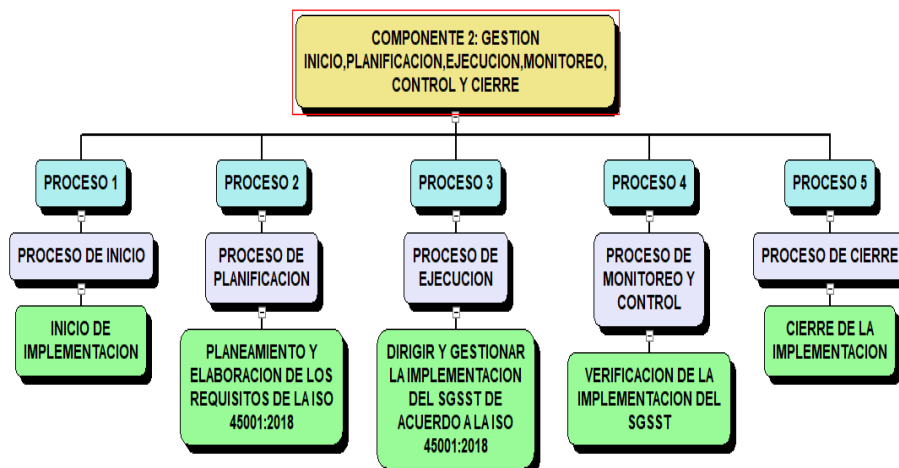 COMPONENTE 2: GESTION
INICIO,PLANIFICACION,EJECUCION,MONITOREO,
CONTROL Y CIERRE
PROCESO 1
PROCESO 2
PROCESO 3
PROCESO 4
PROCESO 5
PROCESO DE INICIO
PROCESO DE
PLANIFICACION
PROCESO DE
EJECUCION
PROCESO DE
MONITOREO Y
CONTROL
PROCESO DE CIERRE
INICIO DE
IMPLEMENTACION
PLANEAMIENTO Y
ELABORACION DE LOS
REQUISITOS DE LA ISO
45001:2018
DIRIGIR Y GESTIONAR
LA IMPLEMENTACION
DEL SGSST DE
ACUERDO A LA ISO
45001:2018
VERIFICACION DE LA
IMPLEMENTACION DEL
SGSST
CIERRE DE LA
IMPLEMENTACION